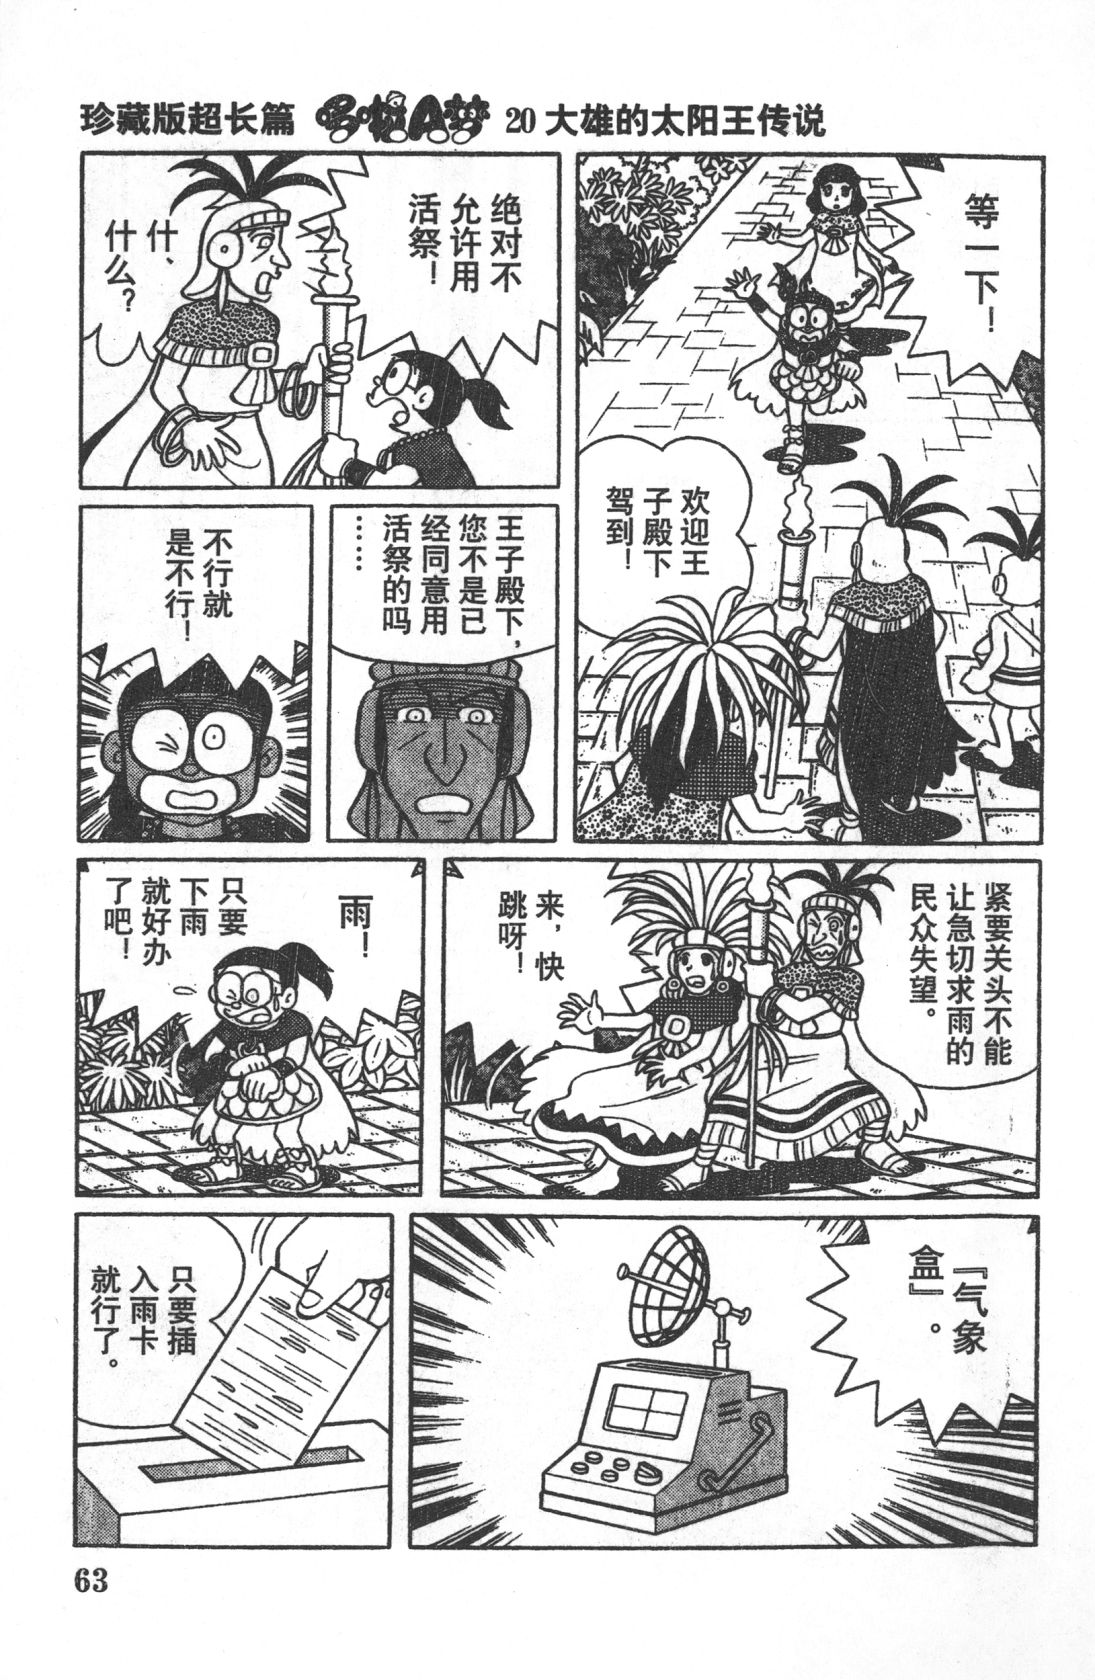 珍藏版超长篇 哆啦A梦 20 大雄的太阳王传说
等一下！
欢迎王
子殿下
驾到！
绝对不
允许用
活祭！
什、
什么？
王子殿下，
您不是已
经同意用
活祭的吗
……
不行就
是不行！
紧要关头不能
让急切求雨的
民众失望。
来，快
跳呀！
雨！
只要
下雨
就好办
了吧！
『气象
盒』。
只要插
入雨卡
就行了。
63